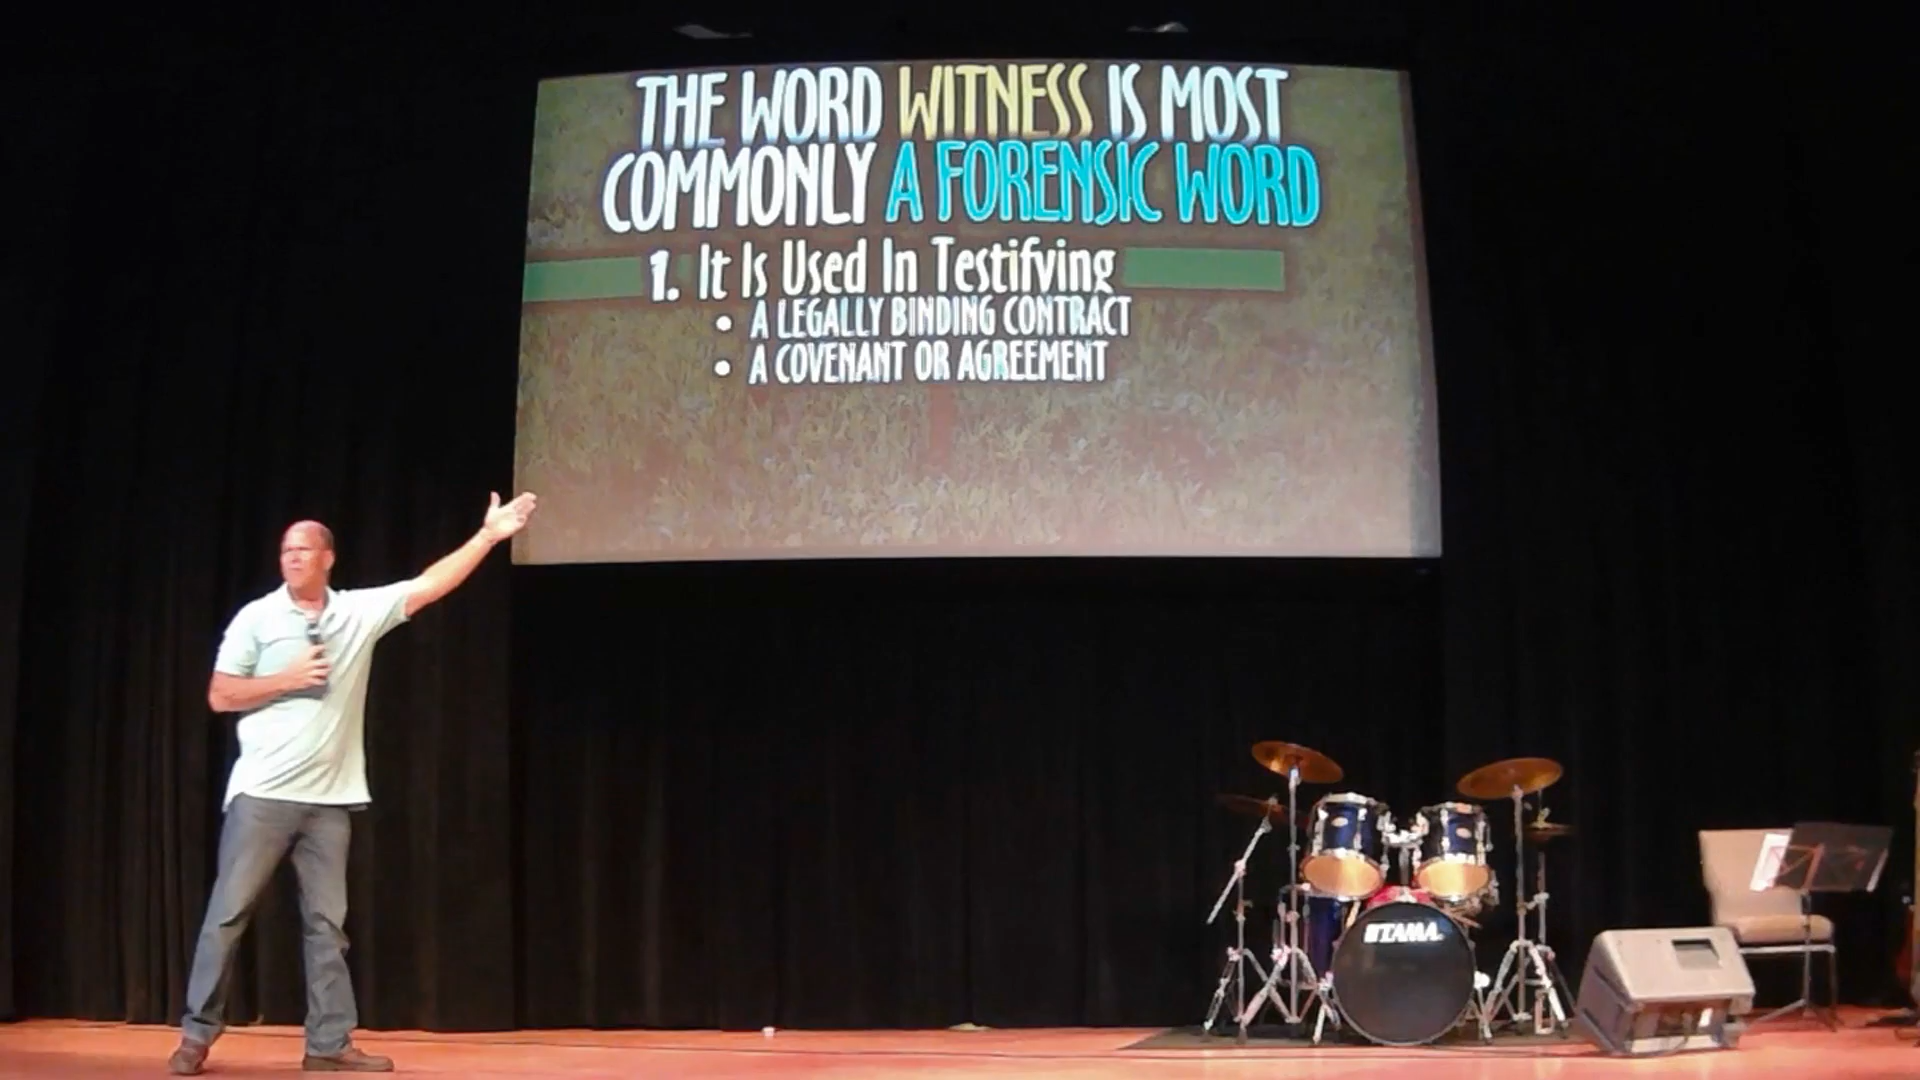 THE WORD WITNESS IS MOST
COMMONLY A FORENSIC WORD
1. It Is Used In Testifying
• A LEGALLY BINDING CONTRACT
• A COVENANT OR AGREEMENT
TAMA